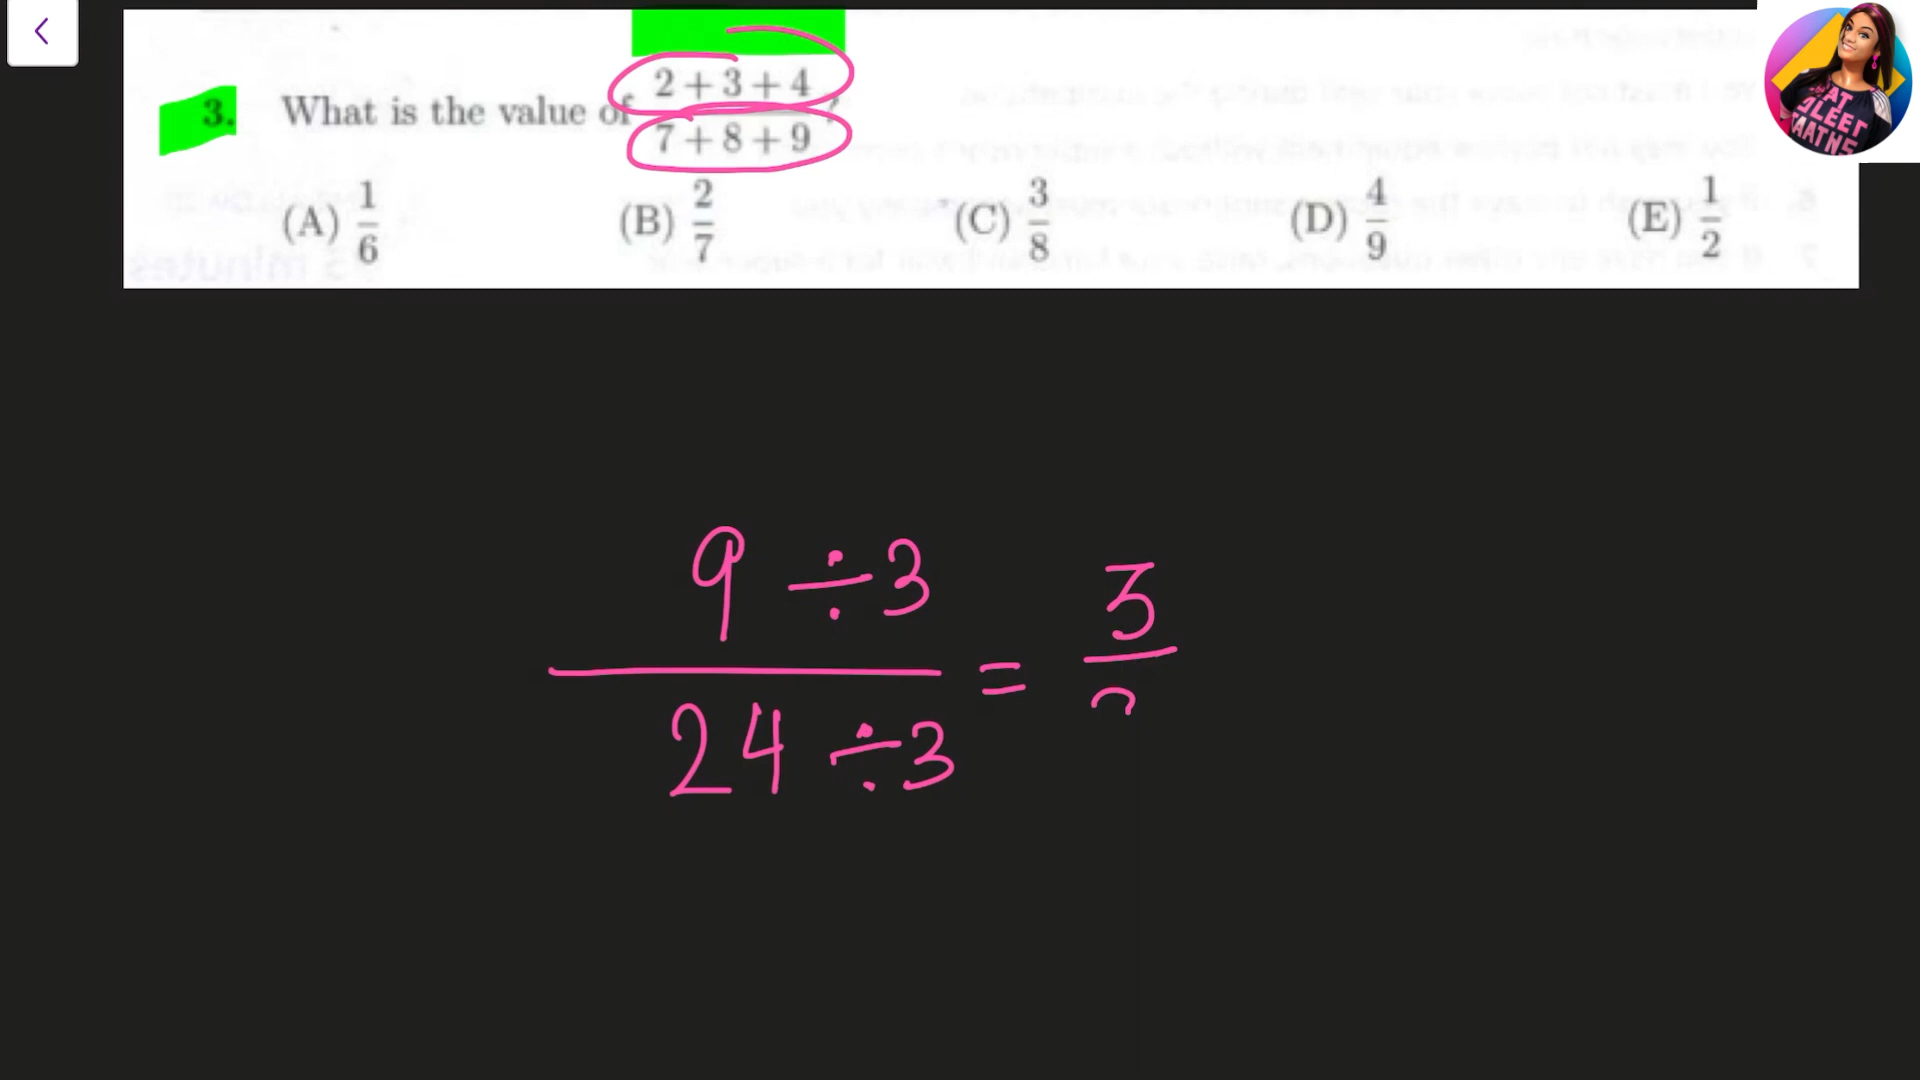 3. What is the value of (2 + 3 + 4)/(7 + 8 + 9) ?
(A) 1/6 (B) 2/7 (C) 3/8 (D) 4/9 (E) 1/2
9 ÷3
24 ÷3
= 3